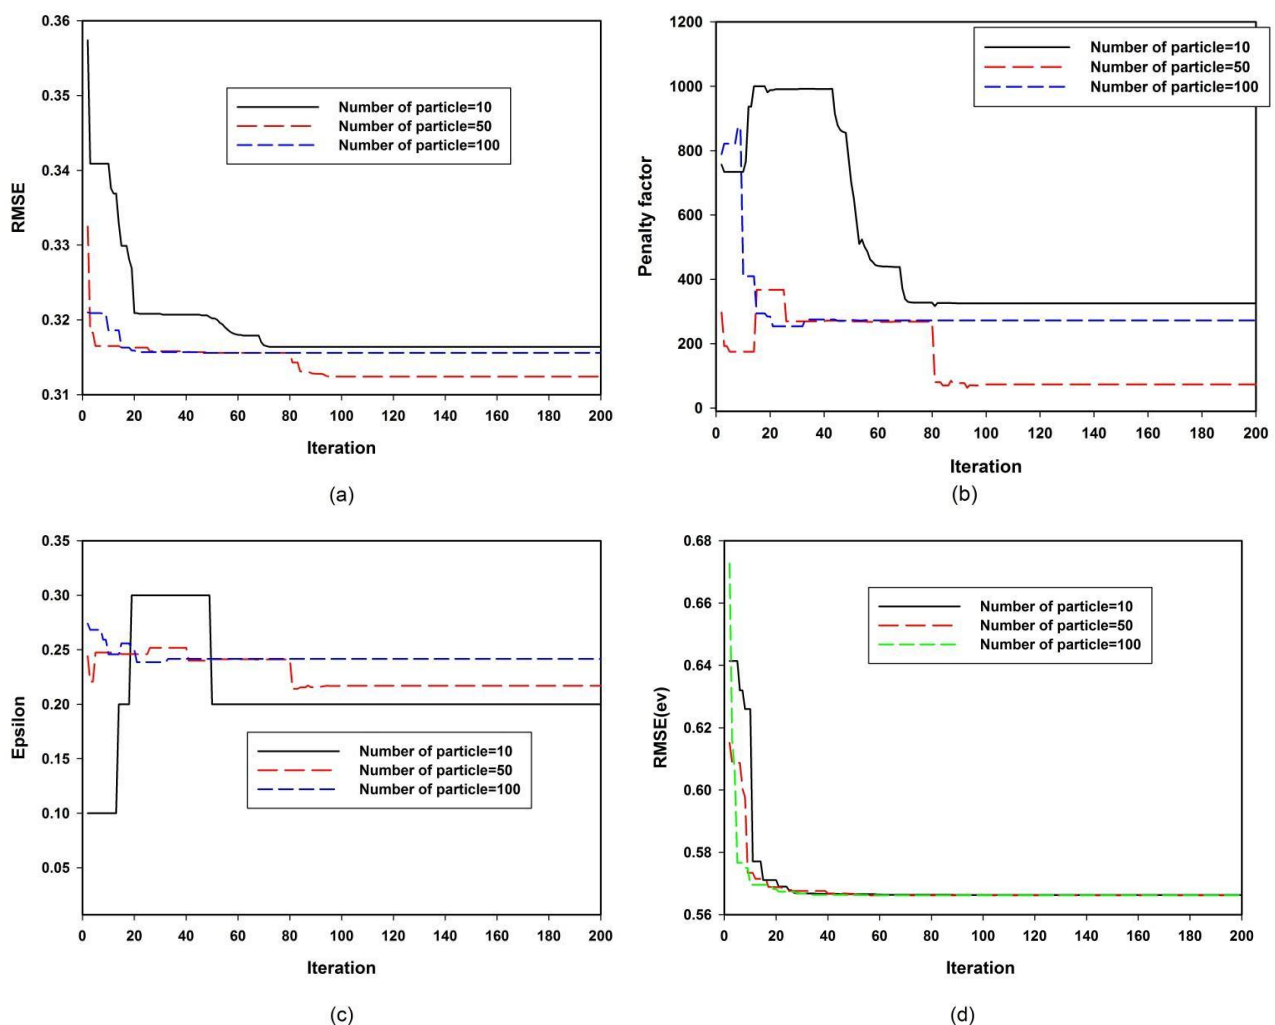 0.36
0.35
0.34
0.33
0.32
0.31
RMSE
Number of particle=10
Number of particle=50
Number of particle=100
0 20 40 60 80 100 120 140 160 180 200
Iteration
(a)
1200
1000
800
600
400
200
0
Penalty factor
Number of particle=10
Number of particle=50
Number of particle=100
0 20 40 60 80 100 120 140 160 180 200
Iteration
(b)
0.35
0.30
0.25
0.20
0.15
0.10
0.05
Epsilon
Number of particle=10
Number of particle=50
Number of particle=100
0 20 40 60 80 100 120 140 160 180 200
Iteration
(c)
0.68
0.66
0.64
0.62
0.60
0.58
0.56
RMSE(ev)
Number of particle=10
Number of particle=50
Number of particle=100
0 20 40 60 80 100 120 140 160 180 200
Iteration
(d)